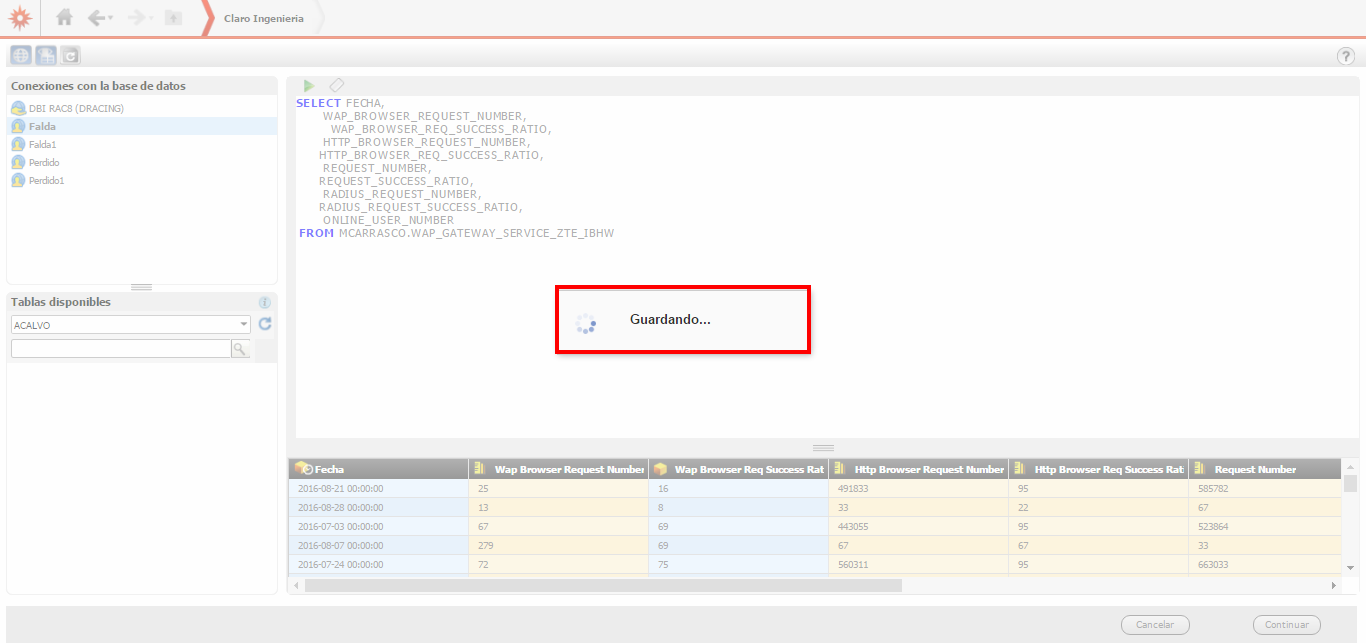 Claro Ingenieria
?
Conexiones con la base de datos
DBI RAC8 (DRACING)
Falda
Falda1
Perdido
Perdido1
Tablas disponibles
i
ACALVO
SELECT FECHA,
WAP_BROWSER_REQUEST_NUMBER,
WAP_BROWSER_REQ_SUCCESS_RATIO,
HTTP_BROWSER_REQUEST_NUMBER,
HTTP_BROWSER_REQ_SUCCESS_RATIO,
REQUEST_NUMBER,
REQUEST_SUCCESS_RATIO,
RADIUS_REQUEST_NUMBER,
RADIUS_REQUEST_SUCCESS_RATIO,
ONLINE_USER_NUMBER
FROM MCARRASCO.WAP_GATEWAY_SERVICE_ZTE_IBHW
Guardando...
Fecha Wap Browser Request Number Wap Browser Req Success Rat Http Browser Request Number Http Browser Req Success Rati Request Number
2016-08-21 00:00:00 25 16 491833 95 585782
2016-08-28 00:00:00 13 8 33 22 67
2016-07-03 00:00:00 67 69 443055 95 523864
2016-08-07 00:00:00 279 69 67 67 33
2016-07-24 00:00:00 72 75 560311 95 663033
Cancelar Continuar